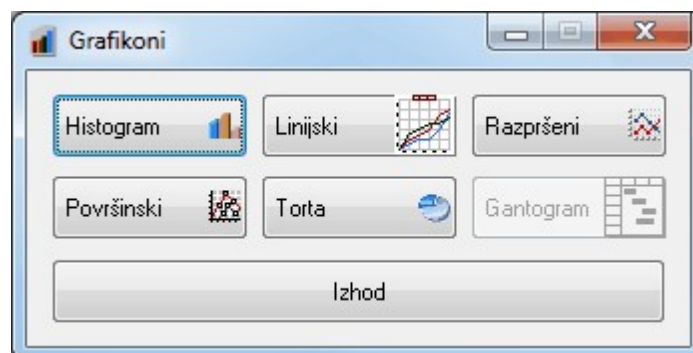 Grafikoni
Histogram Linijski Razpršeni
Površinski Torta Gantogram
Izhod